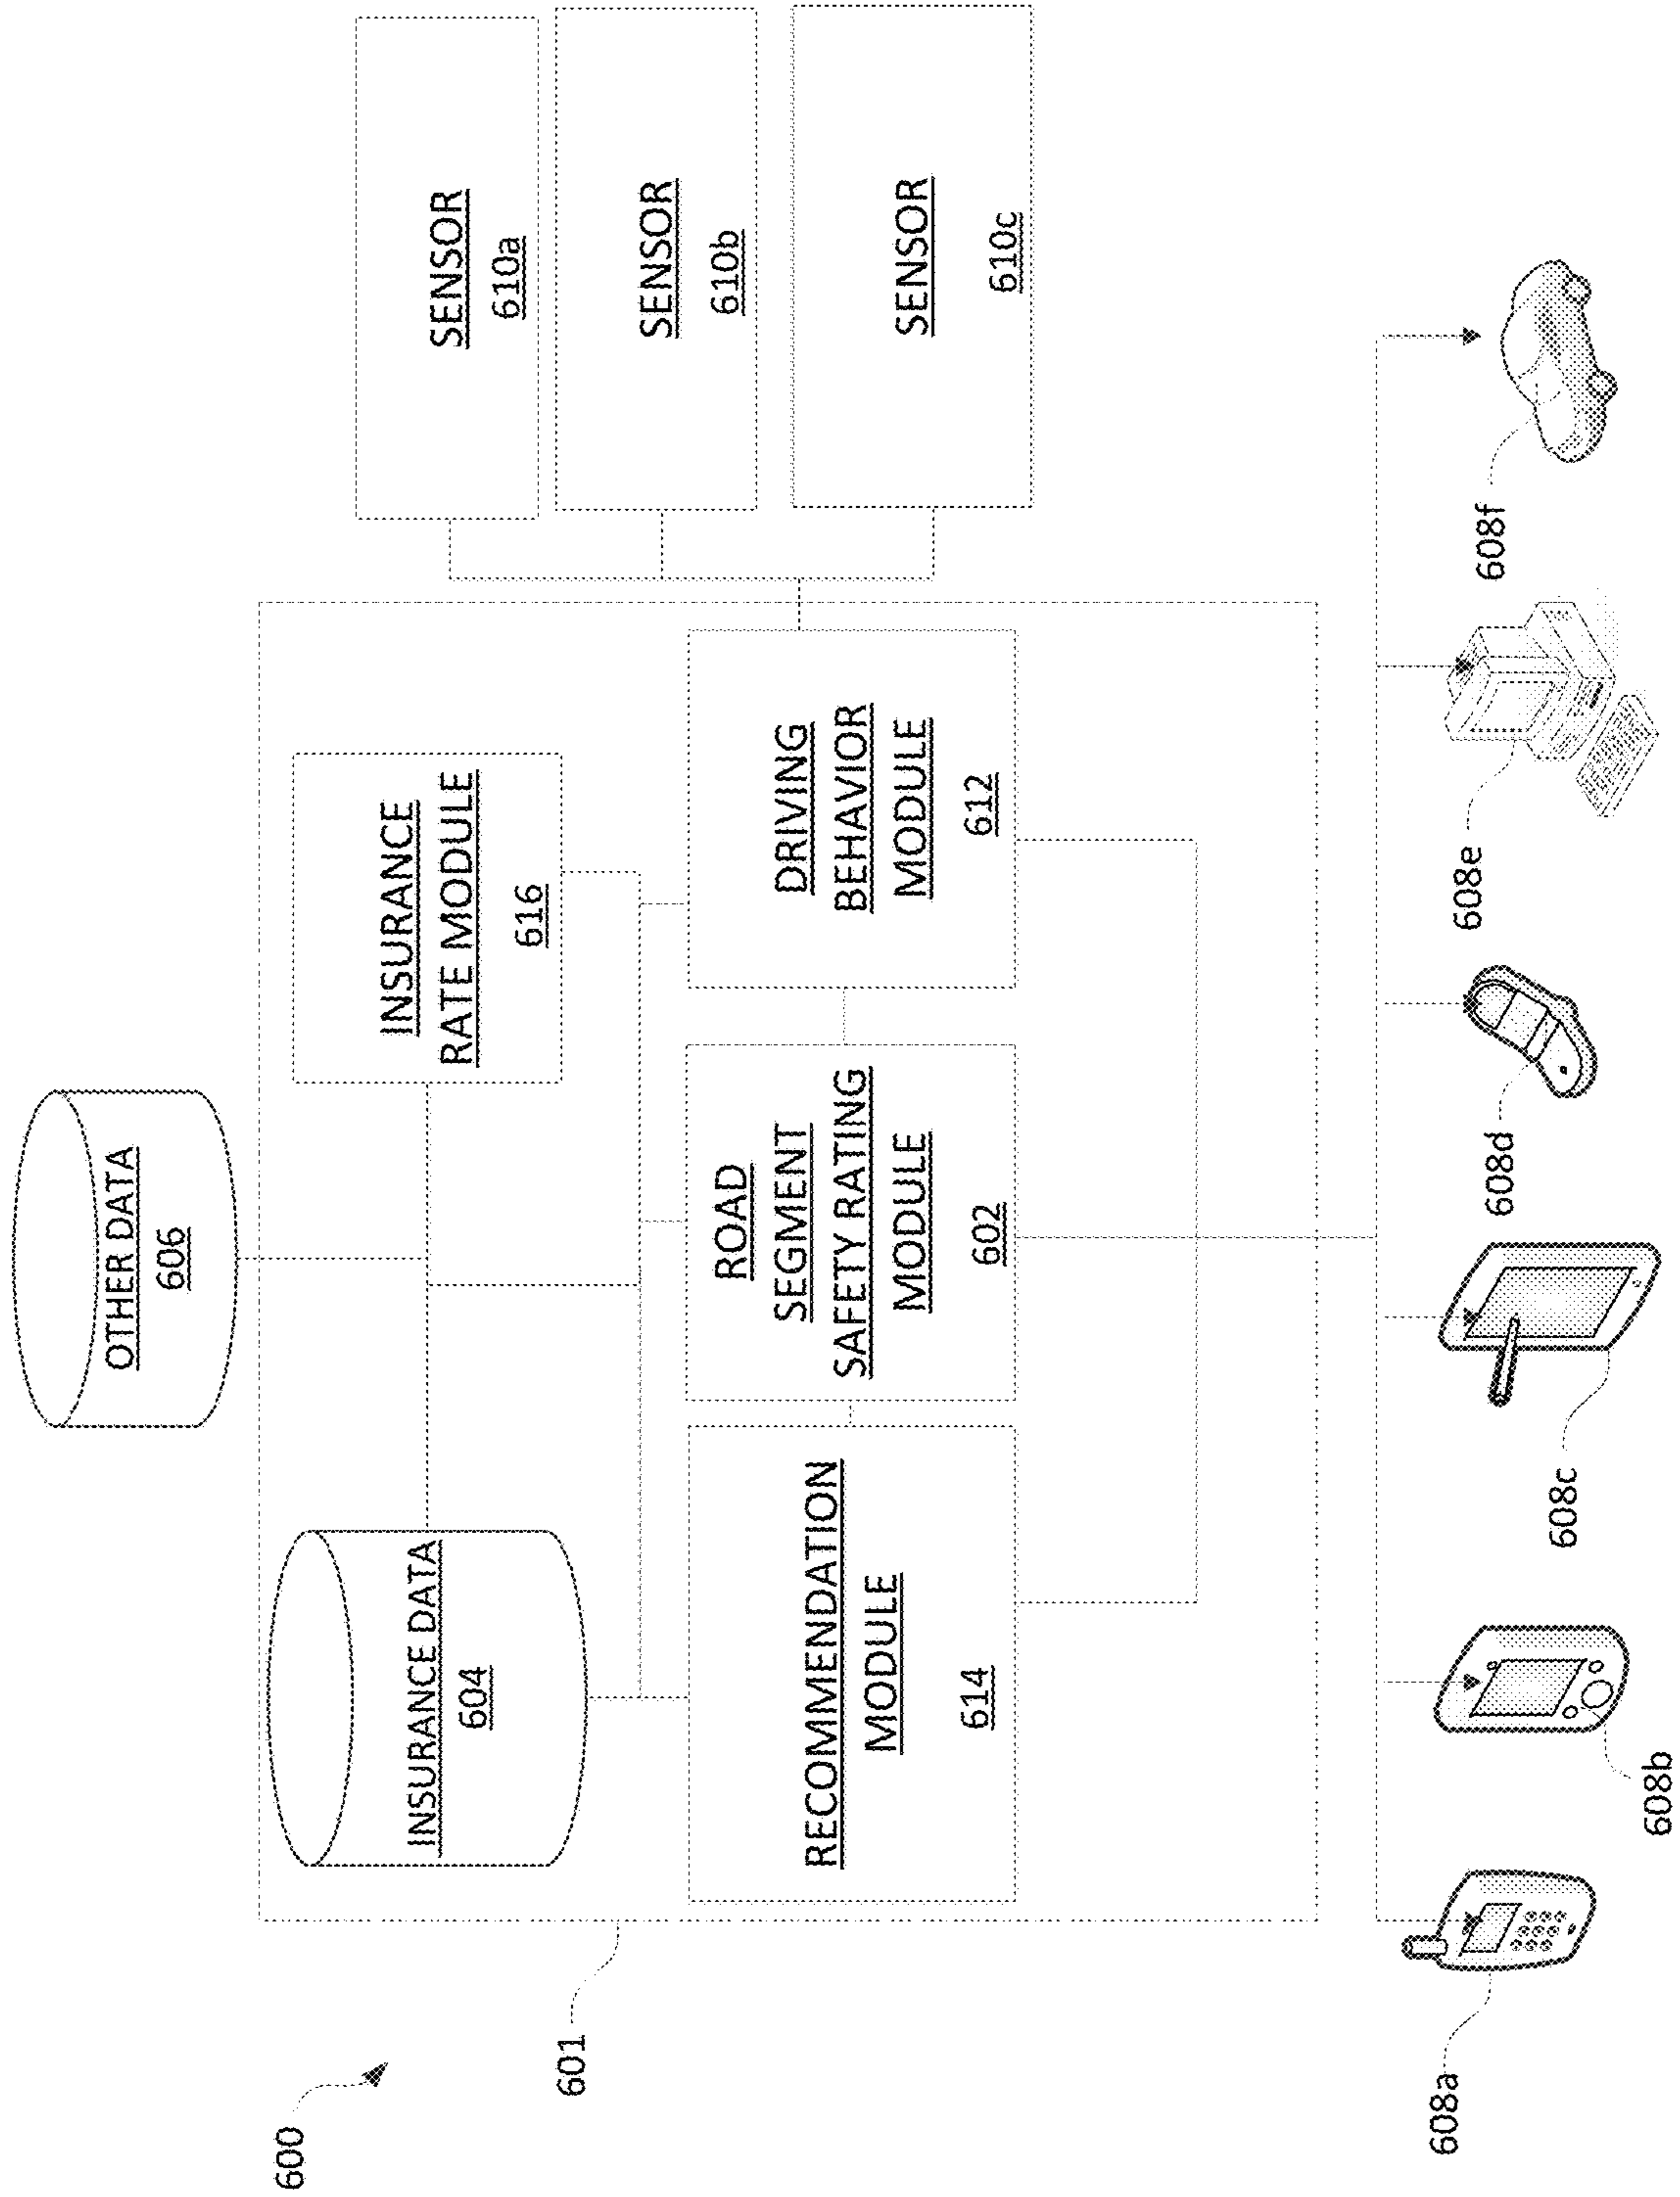 600
601
OTHER DATA
606
INSURANCE DATA
604
INSURANCE
RATE MODULE
616
RECOMMENDATION
MODULE
614
ROAD
SEGMENT
SAFETY RATING
MODULE
602
DRIVING
BEHAVIOR
MODULE
612
SENSOR
610a
SENSOR
610b
SENSOR
610c
608a
608b
608c
608d
608e
608f